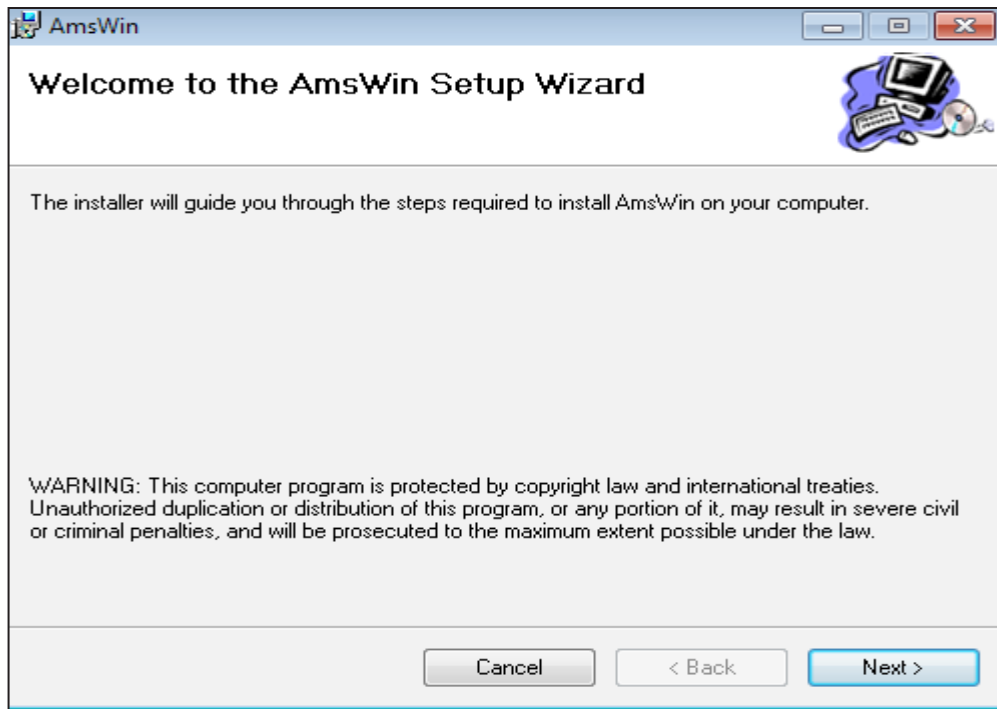 AmsWin
Welcome to the AmsWin Setup Wizard
The installer will guide you through the steps required to install AmsWin on your computer.
WARNING: This computer program is protected by copyright law and international treaties.
Unauthorized duplication or distribution of this program, or any portion of it, may result in severe civil
or criminal penalties, and will be prosecuted to the maximum extent possible under the law.
Cancel
< Back
Next >